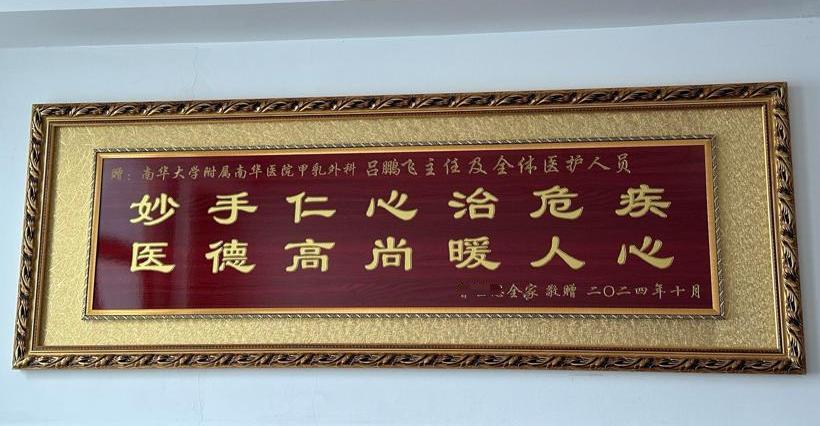 赠：南华大学附属南华医院甲乳外科 吕鹏飞主任及全体医护人员
妙手仁心治危疾
医德高尚暖人心
全家 敬赠 二〇二四年十月